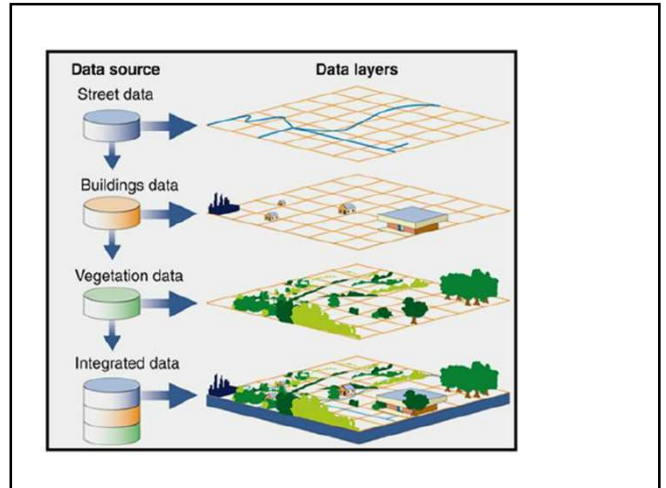 Data source
Data layers
Street data
Buildings data
Vegetation data
Integrated data